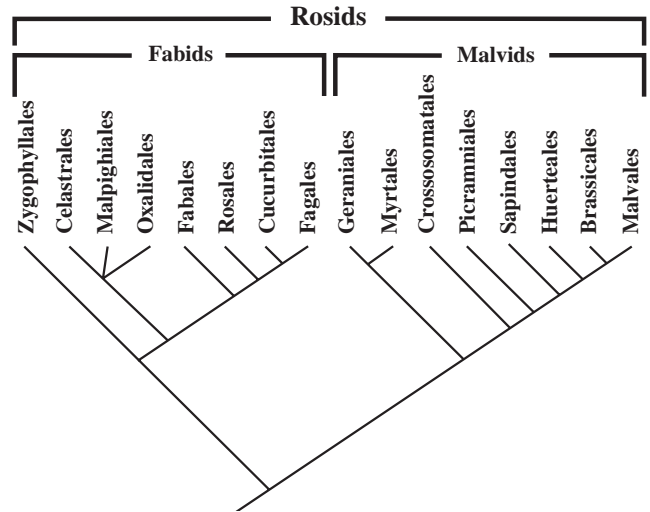 Rosids
Fabids
Malvids
Zygophyllales
Celastrales
Malpighiales
Oxalidales
Fabales
Rosales
Cucurbitales
Fagales
Geraniales
Myrtales
Crossosomatales
Picramniales
Sapindales
Huerteales
Brassicales
Malvales